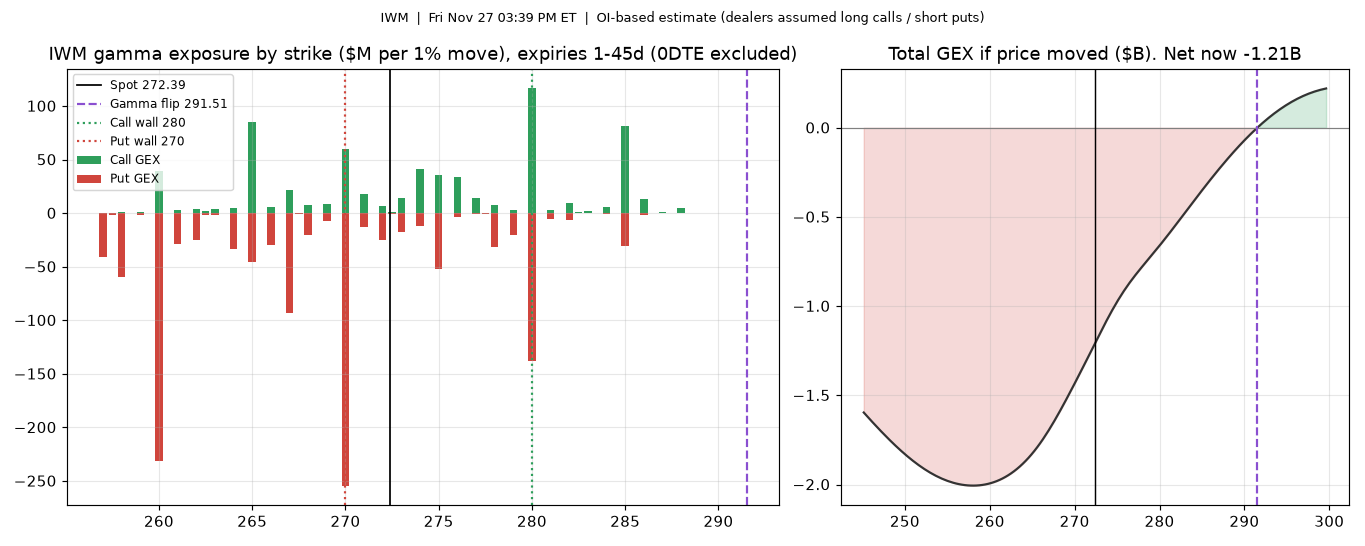 IWM | Fri Nov 27 03:39 PM ET | OI-based estimate (dealers assumed long calls / short puts)
IWM gamma exposure by strike ($M per 1% move), expiries 1-45d (0DTE excluded)
Spot 272.39
Gamma flip 291.51
Call wall 280
Put wall 270
Call GEX
Put GEX
100
50
0
−50
−100
−150
−200
−250
260 265 270 275 280 285 290
Total GEX if price moved ($B). Net now -1.21B
0.0
−0.5
−1.0
−1.5
−2.0
250 260 270 280 290 300